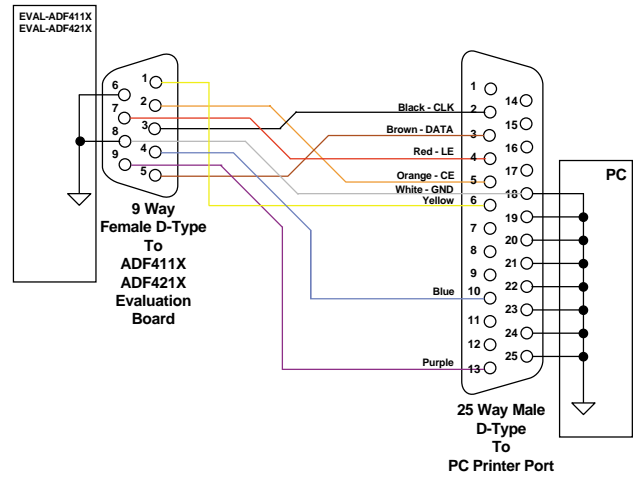 EVAL-ADF411X
EVAL-ADF421X
6
7
8
9
1
2
3
4
5
9 Way
Female D-Type
To
ADF411X
ADF421X
Evaluation
Board
Black - CLK
Brown - DATA
Red - LE
Orange - CE
White - GND
Yellow
Blue
Purple
1
2
3
4
5
6
7
8
9
10
11
12
13
14
15
16
17
18
19
20
21
22
23
24
25
25 Way Male
D-Type
To
PC Printer Port
PC